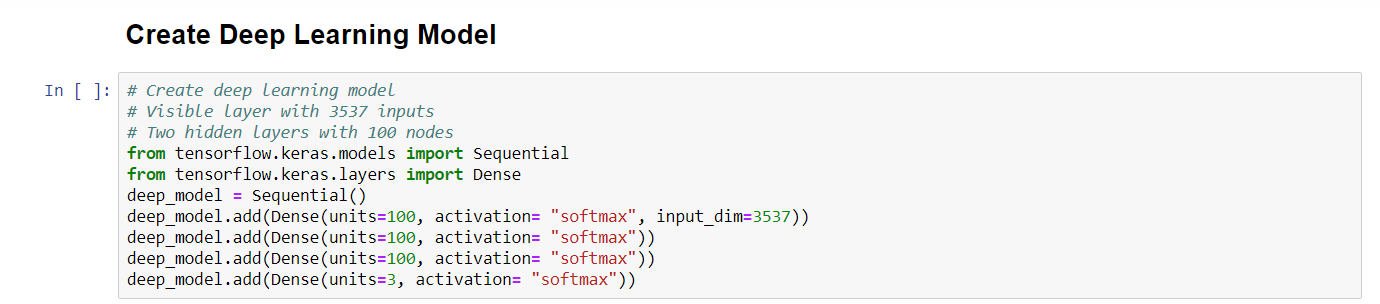 Create Deep Learning Model
In [ ]:
# Create deep learning model
# Visible layer with 3537 inputs
# Two hidden layers with 100 nodes
from tensorflow.keras.models import Sequential
from tensorflow.keras.layers import Dense
deep_model = Sequential()
deep_model.add(Dense(units=100, activation= "softmax", input_dim=3537))
deep_model.add(Dense(units=100, activation= "softmax"))
deep_model.add(Dense(units=100, activation= "softmax"))
deep_model.add(Dense(units=3, activation= "softmax"))